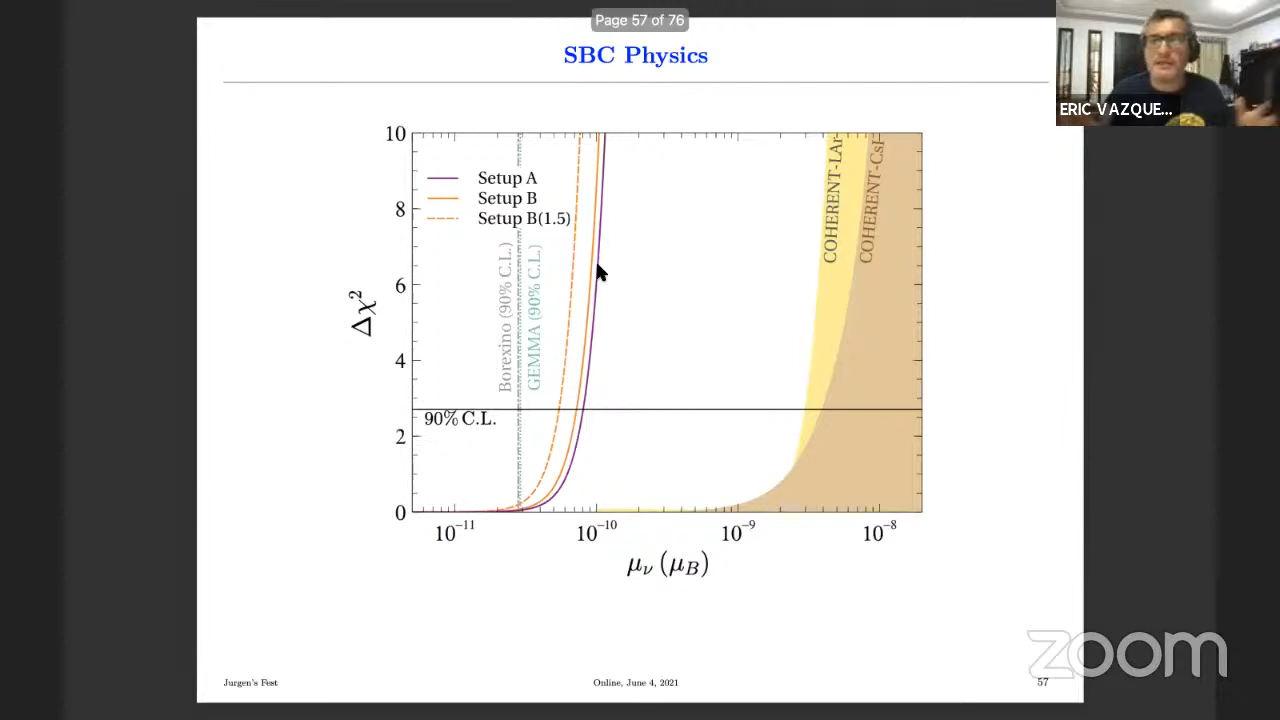 Page 57 of 76
SBC Physics
ERIC VAZQUE...
10
8
6
4
2
0
Δχ²
Setup A
Setup B
Setup B(1.5)
Borexino (90% C.L.)
GEMMA (90% C.L.)
COHERENT-LAr
COHERENT-CsI
90% C.L.
10⁻¹¹
10⁻¹⁰
10⁻⁹
10⁻⁸
μ_ν (μ_B)
zoom
Jurgen's Fest
Online, June 4, 2021
57